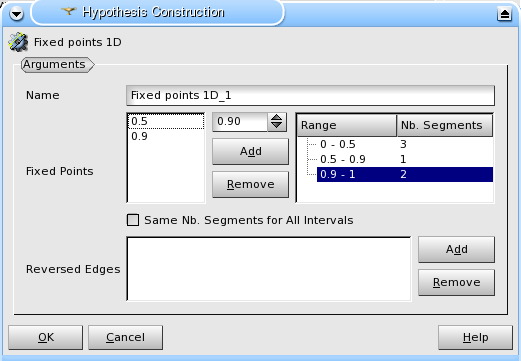 Hypothesis Construction
Fixed points 1D
Arguments
Name
Fixed points 1D_1
Fixed Points
0.5
0.9
0.90
Add
Remove
Range Nb. Segments
0 - 0.5 3
0.5 - 0.9 1
0.9 - 1 2
Same Nb. Segments for All Intervals
Reversed Edges
Add
Remove
OK Cancel Help